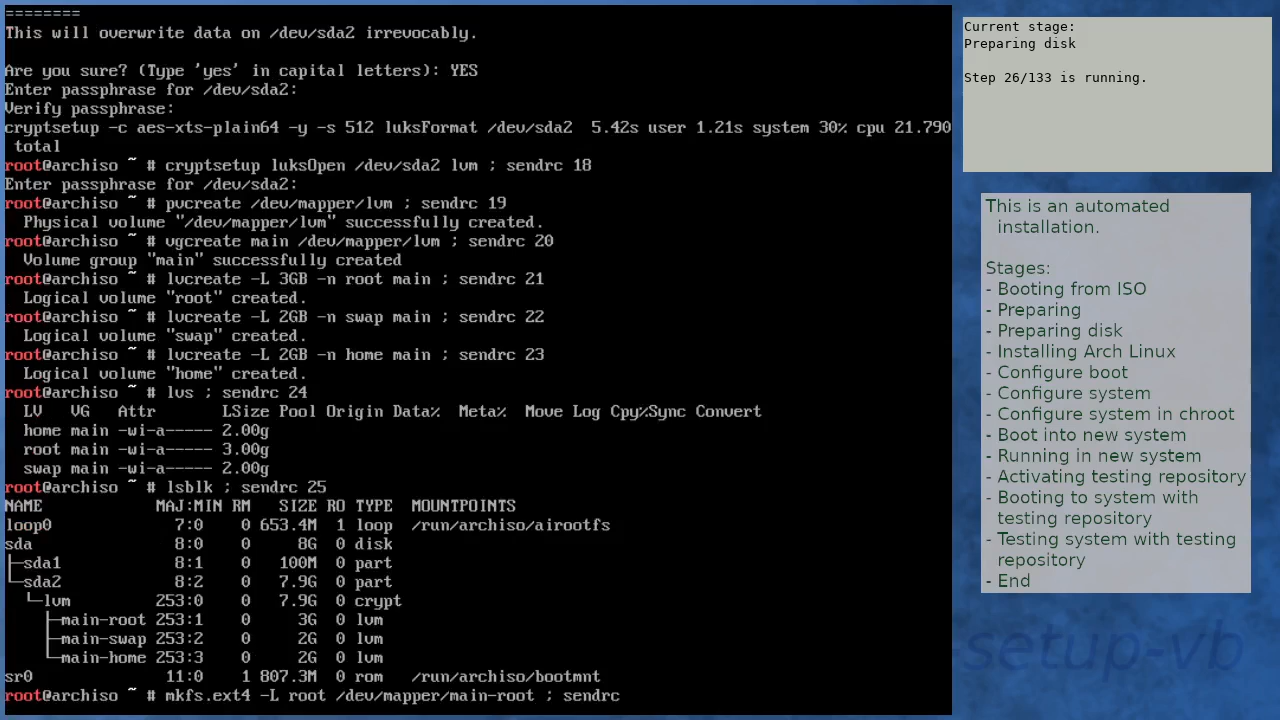 ========
This will overwrite data on /dev/sda2 irrevocably.
Are you sure? (Type 'yes' in capital letters): YES
Enter passphrase for /dev/sda2:
Verify passphrase:
cryptsetup -c aes-xts-plain64 -y -s 512 luksFormat /dev/sda2  5.42s user 1.21s system 30% cpu 21.790
 total
root@archiso ~ # cryptsetup luksOpen /dev/sda2 lvm ; sendrc 18
Enter passphrase for /dev/sda2:
root@archiso ~ # pvcreate /dev/mapper/lvm ; sendrc 19
  Physical volume "/dev/mapper/lvm" successfully created.
root@archiso ~ # vgcreate main /dev/mapper/lvm ; sendrc 20
  Volume group "main" successfully created
root@archiso ~ # lvcreate -L 3GB -n root main ; sendrc 21
  Logical volume "root" created.
root@archiso ~ # lvcreate -L 2GB -n swap main ; sendrc 22
  Logical volume "swap" created.
root@archiso ~ # lvcreate -L 2GB -n home main ; sendrc 23
  Logical volume "home" created.
root@archiso ~ # lvs ; sendrc 24
  LV   VG   Attr       LSize Pool Origin Data%  Meta%  Move Log Cpy%Sync Convert
  home main -wi-a----- 2.00g
  root main -wi-a----- 3.00g
  swap main -wi-a----- 2.00g
root@archiso ~ # lsblk ; sendrc 25
NAME            MAJ:MIN RM   SIZE RO TYPE  MOUNTPOINTS
loop0             7:0    0 653.4M  1 loop  /run/archiso/airootfs
sda               8:0    0     8G  0 disk
├─sda1            8:1    0   100M  0 part
└─sda2            8:2    0   7.9G  0 part
  └─lvm         253:0    0   7.9G  0 crypt
    ├─main-root 253:1    0     3G  0 lvm
    ├─main-swap 253:2    0     2G  0 lvm
    └─main-home 253:3    0     2G  0 lvm
sr0              11:0    1 807.3M  0 rom   /run/archiso/bootmnt
root@archiso ~ # mkfs.ext4 -L root /dev/mapper/main-root ; sendrc
Current stage:
Preparing disk
Step 26/133 is running.
This is an automated
installation.
Stages:
- Booting from ISO
- Preparing
- Preparing disk
- Installing Arch Linux
- Configure boot
- Configure system
- Configure system in chroot
- Boot into new system
- Running in new system
- Activating testing repository
- Booting to system with
testing repository
- Testing system with testing
repository
- End
-setup-vb